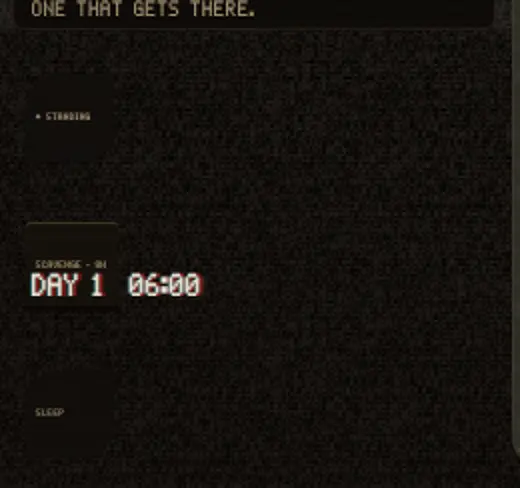 ONE THAT GETS THERE.
• STANDING
SCAVENGE - 8H
DAY 1 06:00
SLEEP